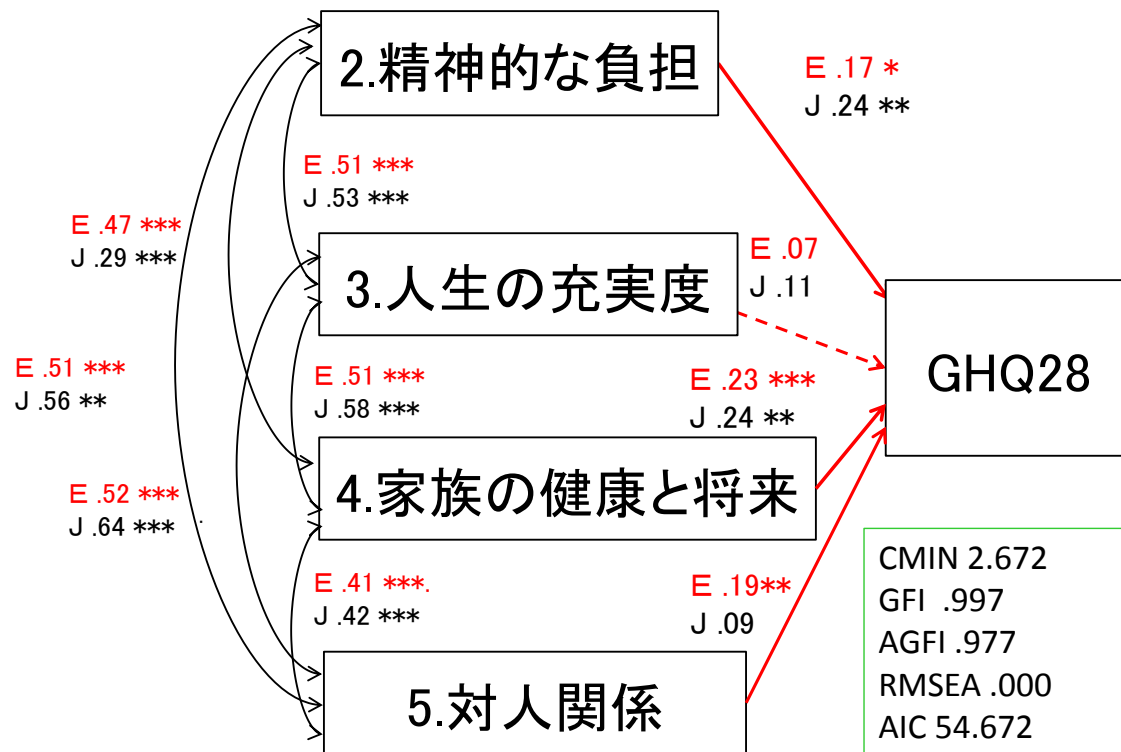 2.精神的な負担
E .17 *
J .24 **
E .51 ***
J .53 ***
E .47 ***
J .29 ***
3.人生の充実度
E .07
J .11
GHQ28
E .51 ***
J .56 **
E .51 ***
J .58 ***
E .23 ***
J .24 **
4.家族の健康と将来
E .52 ***
J .64 ***
E .41 ***.
J .42 ***
E .19**
J .09
5.対人関係
CMIN 2.672
GFI .997
AGFI .977
RMSEA .000
AIC 54.672